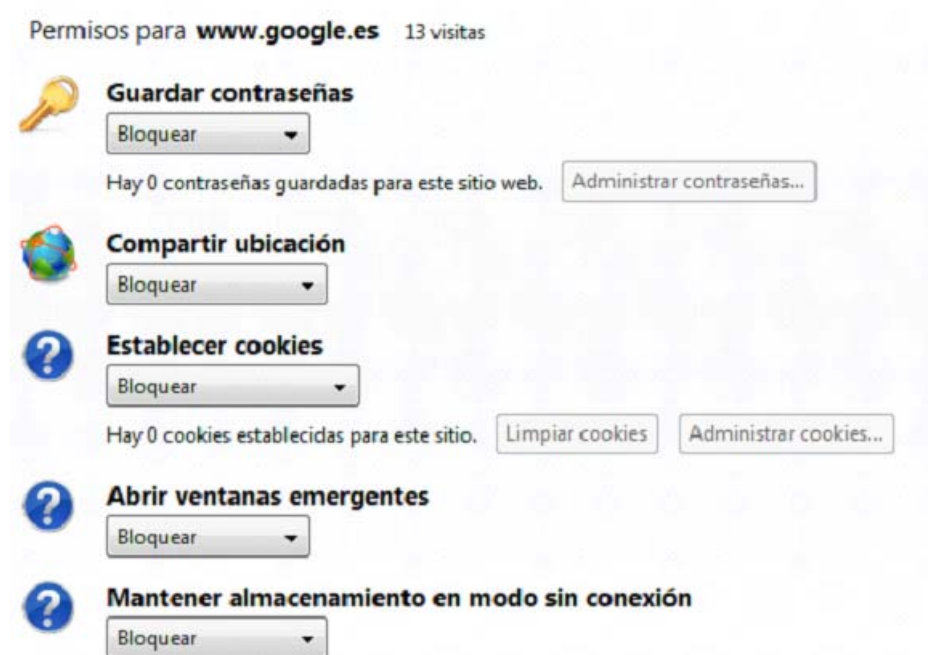 Permisos para www.google.es 13 visitas
Guardar contraseñas
Bloquear
Hay 0 contraseñas guardadas para este sitio web. Administrar contraseñas...
Compartir ubicación
Bloquear
Establecer cookies
Bloquear
Hay 0 cookies establecidas para este sitio. Limpiar cookies Administrar cookies...
Abrir ventanas emergentes
Bloquear
Mantener almacenamiento en modo sin conexión
Bloquear